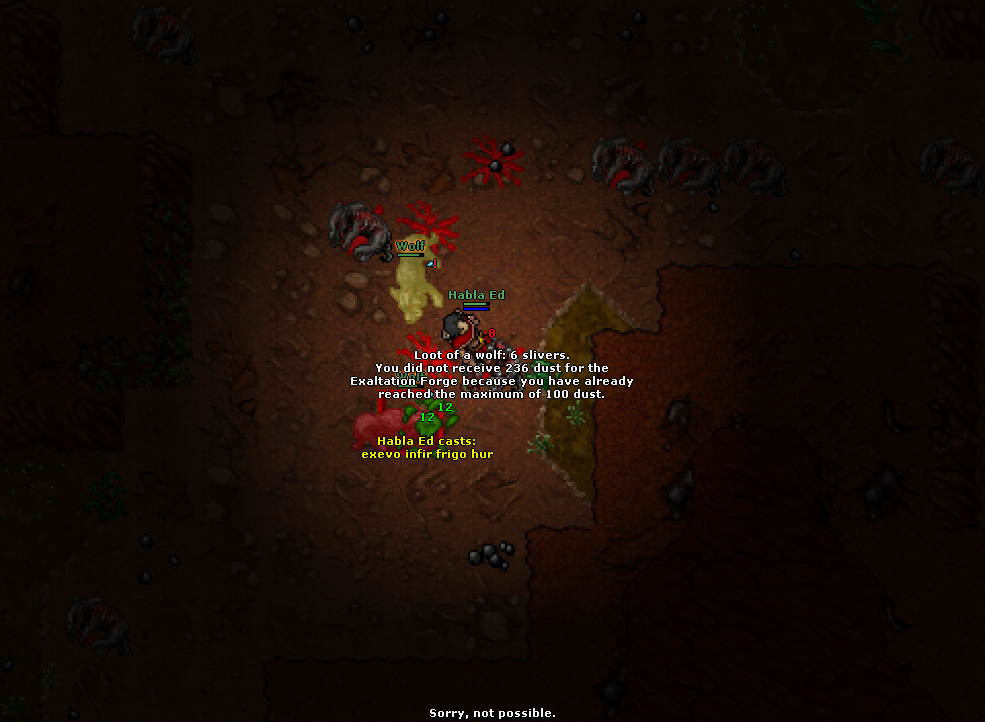 Wolf
Habla Ed
8
Loot of a wolf: 6 slivers.
You did not receive 236 dust for the
Exaltation Forge because you have already
reached the maximum of 100 dust.
12
12
Habla Ed casts:
exevo infir frigo hur
Sorry, not possible.